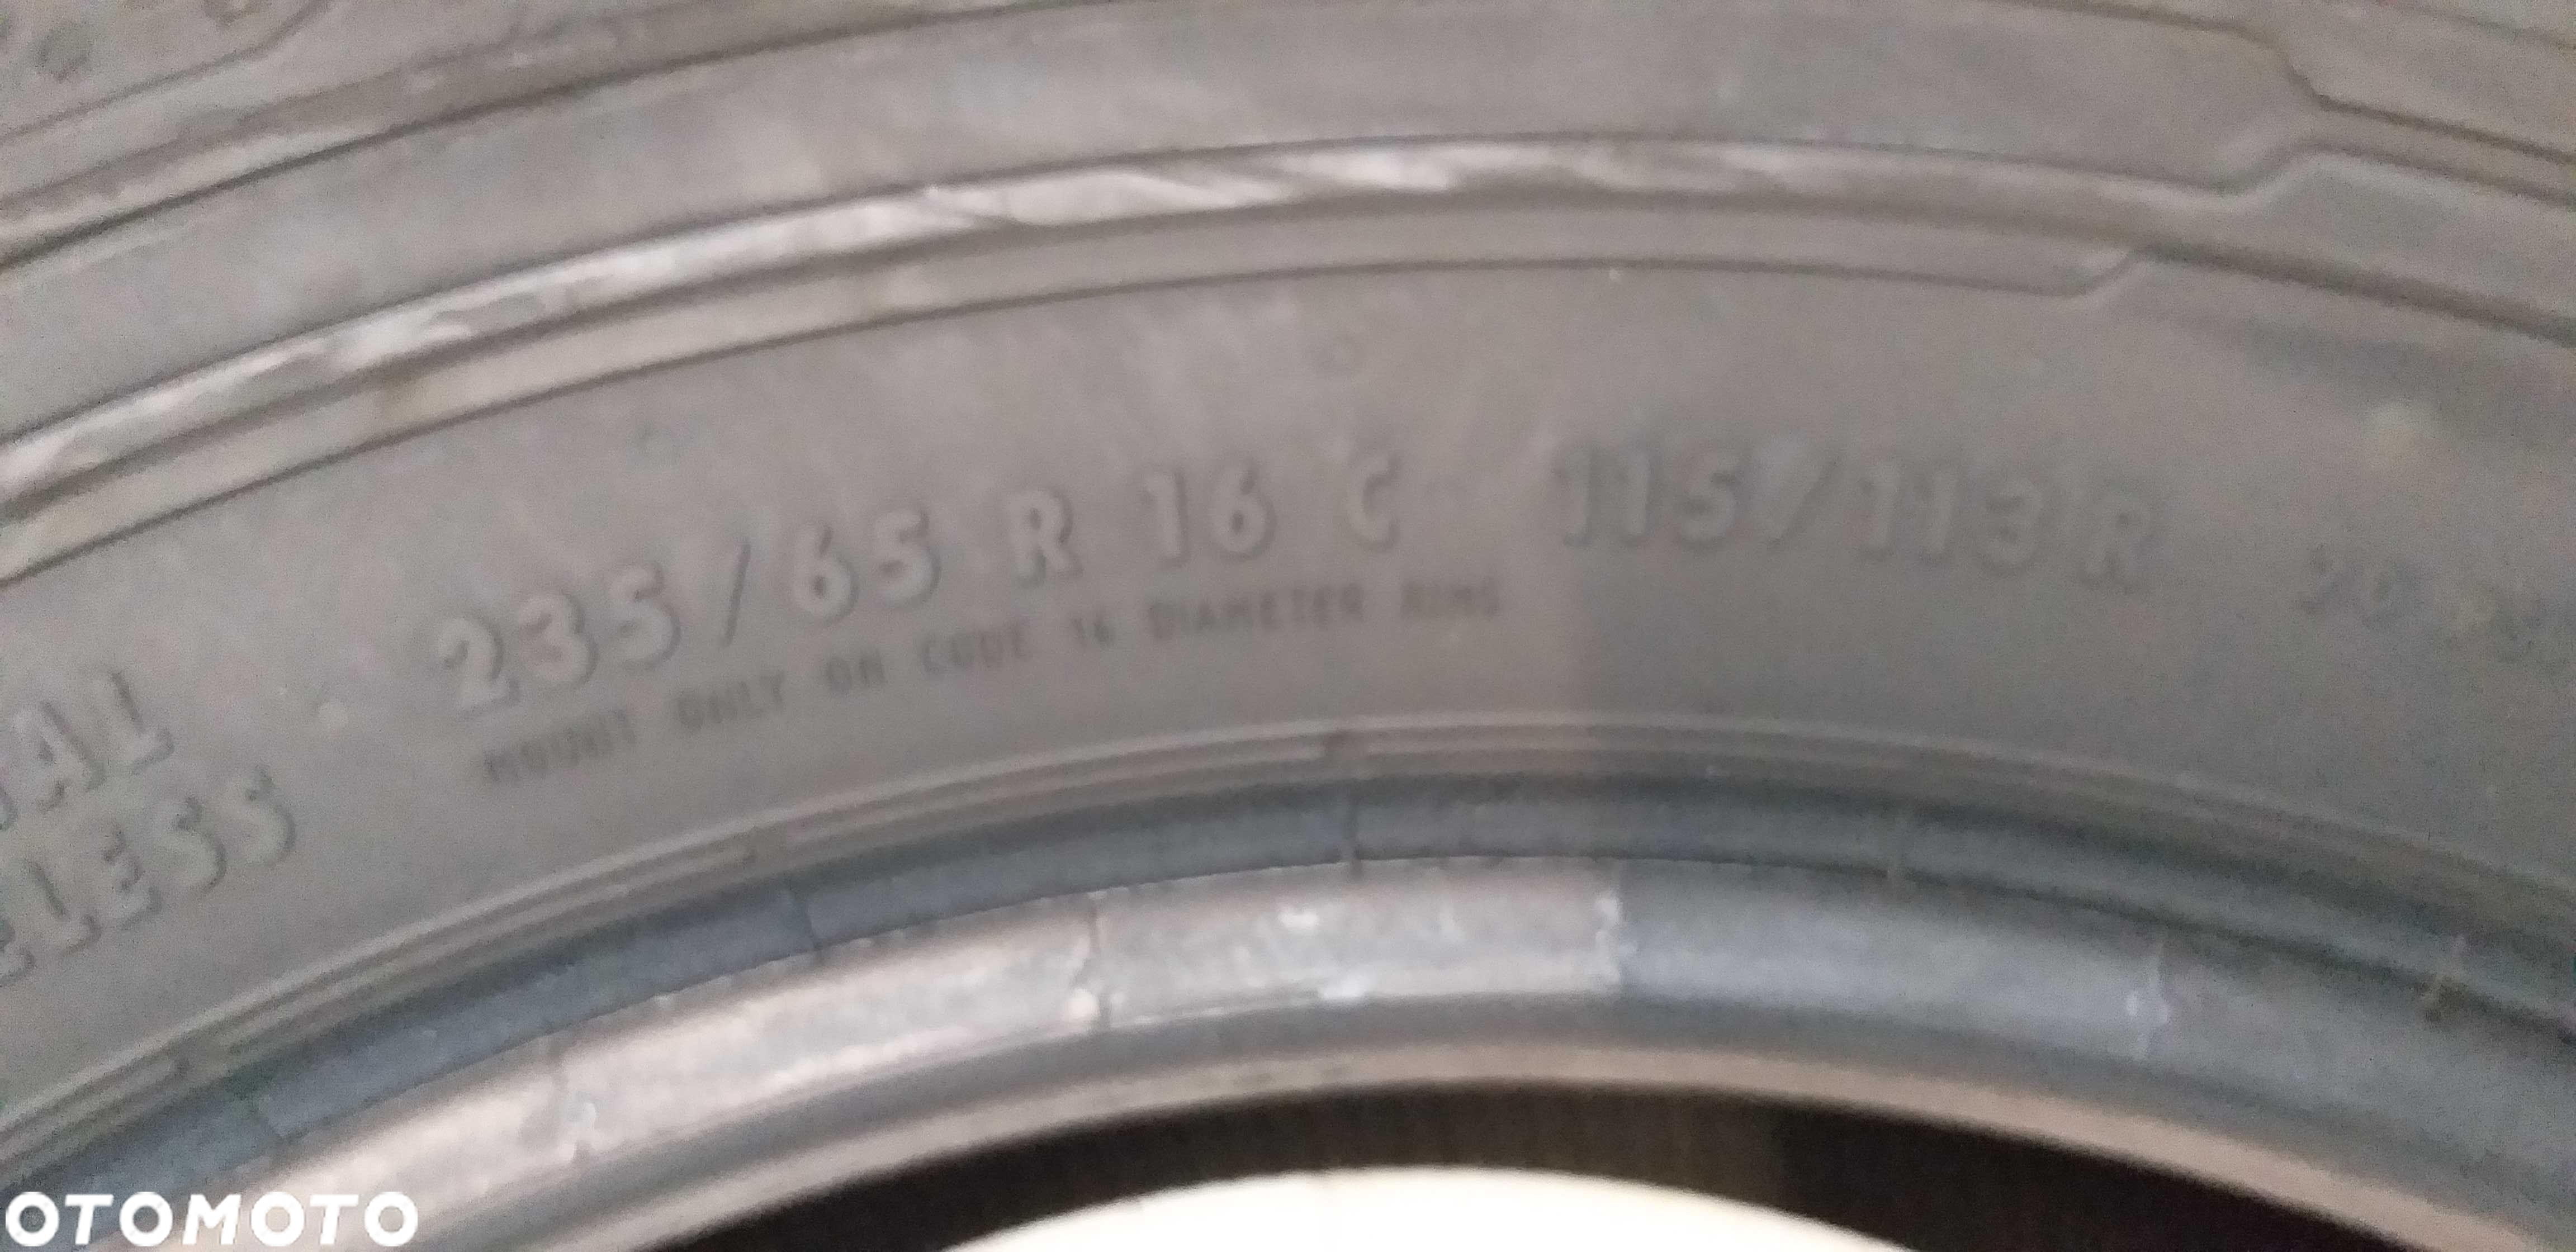 235/65 R 16 C 115/113 R
MOUNT ONLY ON CODE 16 DIAMETER RIMS
OTOMOTO